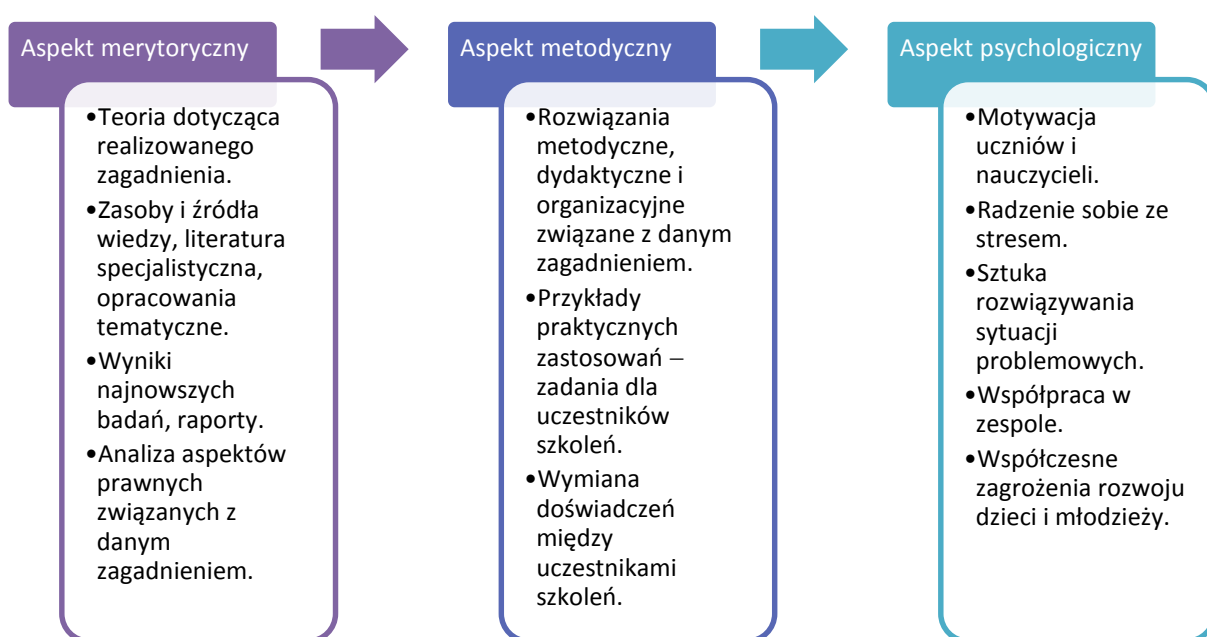 Aspekt merytoryczny
•Teoria dotycząca
realizowanego
zagadnienia.
•Zasoby i źródła
wiedzy, literatura
specjalistyczna,
opracowania
tematyczne.
•Wyniki
najnowszych
badań, raporty.
•Analiza aspektów
prawnych
związanych z
danym
zagadnieniem.
Aspekt metodyczny
•Rozwiązania
metodyczne,
dydaktyczne i
organizacyjne
związane z danym
zagadnieniem.
•Przykłady
praktycznych
zastosowań –
zadania dla
uczestników
szkoleń.
•Wymiana
doświadczeń
między
uczestnikami
szkoleń.
Aspekt psychologiczny
•Motywacja
uczniów i
nauczycieli.
•Radzenie sobie ze
stresem.
•Sztuka
rozwiązywania
sytuacji
problemowych.
•Współpraca w
zespole.
•Współczesne
zagrożenia rozwoju
dzieci i młodzieży.